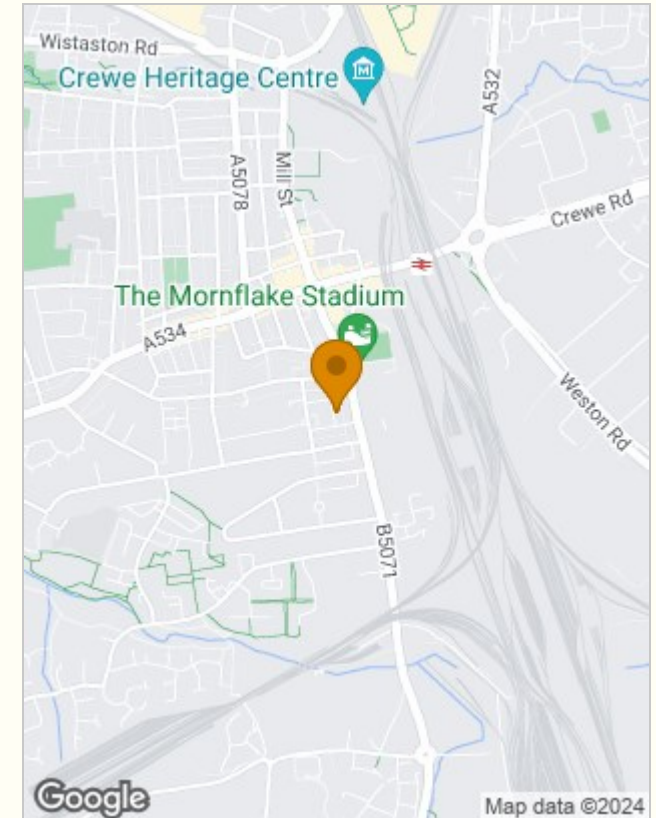 Wistaston Rd
Crewe Heritage Centre
M
A532
A5078
Mill St
Crewe Rd
The Mornflake Stadium
A534
Weston Rd
B5071
Google
Map data ©2024